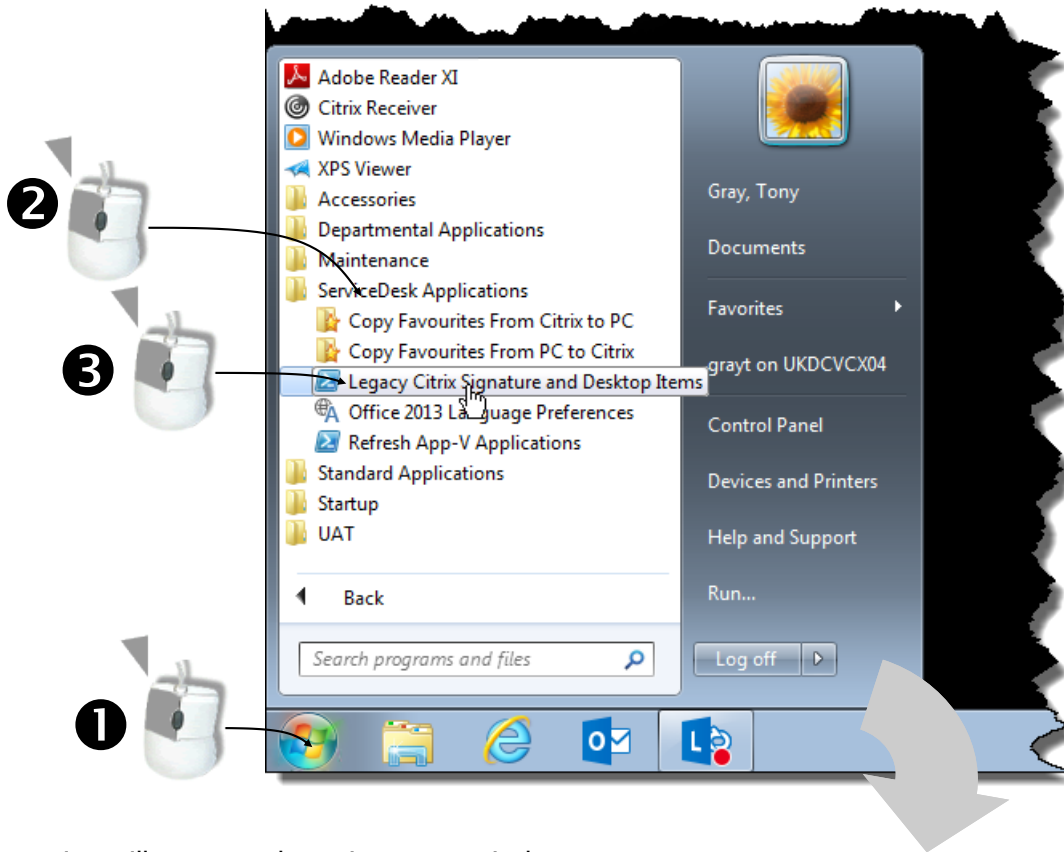 Adobe Reader XI
Citrix Receiver
Windows Media Player
XPS Viewer
Accessories
Departmental Applications
Maintenance
ServiceDesk Applications
Copy Favourites From Citrix to PC
Copy Favourites From PC to Citrix
Legacy Citrix Signature and Desktop Items
Office 2013 Language Preferences
Refresh App-V Applications
Standard Applications
Startup
UAT
Back
Search programs and files
Gray, Tony
Documents
Favorites
grayt on UKDCVCX04
Control Panel
Devices and Printers
Help and Support
Run...
Log off
2
3
1